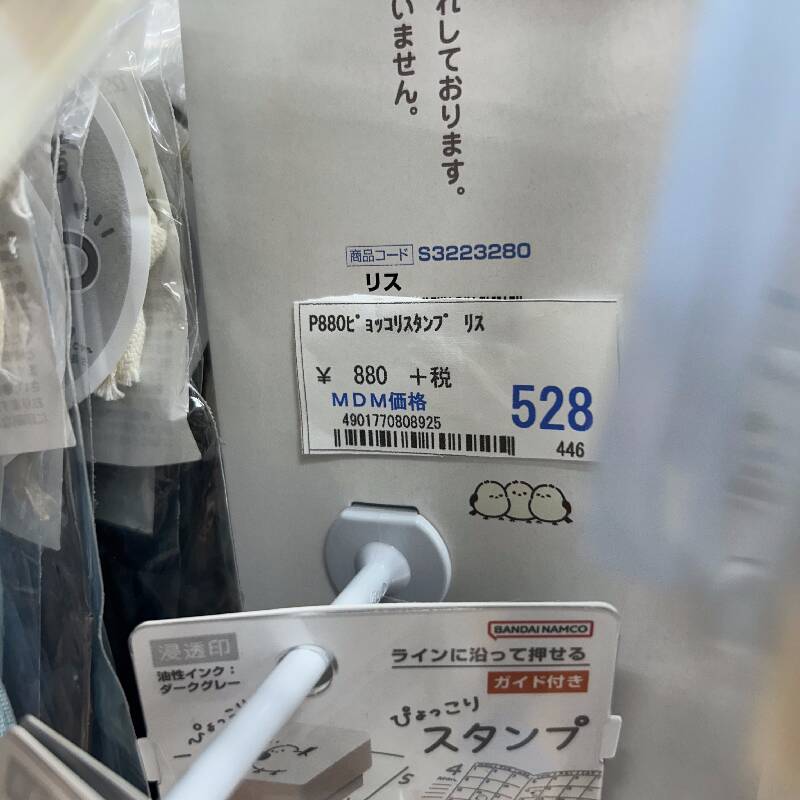 れしております。
いません。
商品コード S3223280
リス
P880ﾋﾟｮｯｺﾘｽﾀﾝﾌﾟ ﾘｽ
¥ 880 +税
MDM価格
528
4901770808925
446
浸透印
油性インク：
ダークグレー
BANDAI NAMCO
ラインに沿って押せる
ガイド付き
ぴょっこり
スタンプ
4
S